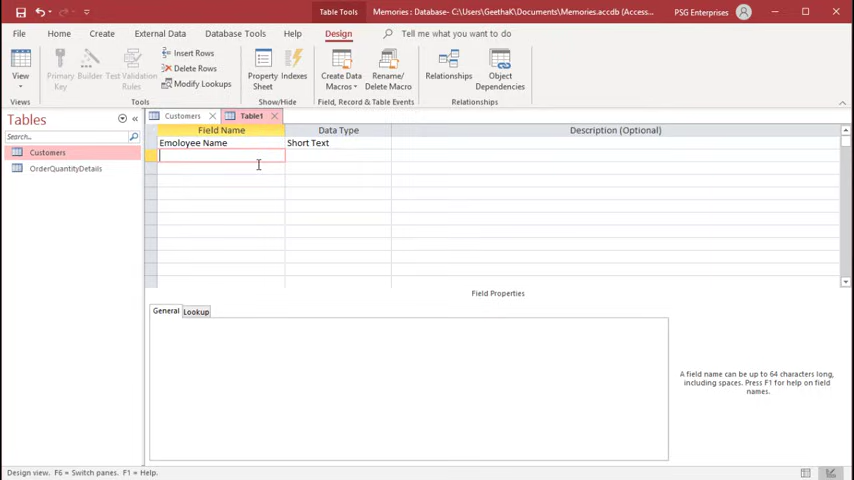 Table Tools
Memories : Database- C:\Users\GeethaK\Documents\Memories.accdb (Access...
PSG Enterprises
File
Home
Create
External Data
Database Tools
Help
Design
Tell me what you want to do
View
Primary Key
Builder
Test Validation Rules
Insert Rows
Delete Rows
Modify Lookups
Property Sheet
Indexes
Create Data Macros
Rename/ Delete Macro
Relationships
Object Dependencies
Views
Tools
Show/Hide
Field, Record & Table Events
Relationships
Tables
Search...
Customers
OrderQuantityDetails
Customers
Table1
Field Name
Data Type
Description (Optional)
Emoloyee Name
Short Text
Field Properties
General
Lookup
A field name can be up to 64 characters long,
including spaces. Press F1 for help on field
names.
Design view. F6 = Switch panes. F1 = Help.